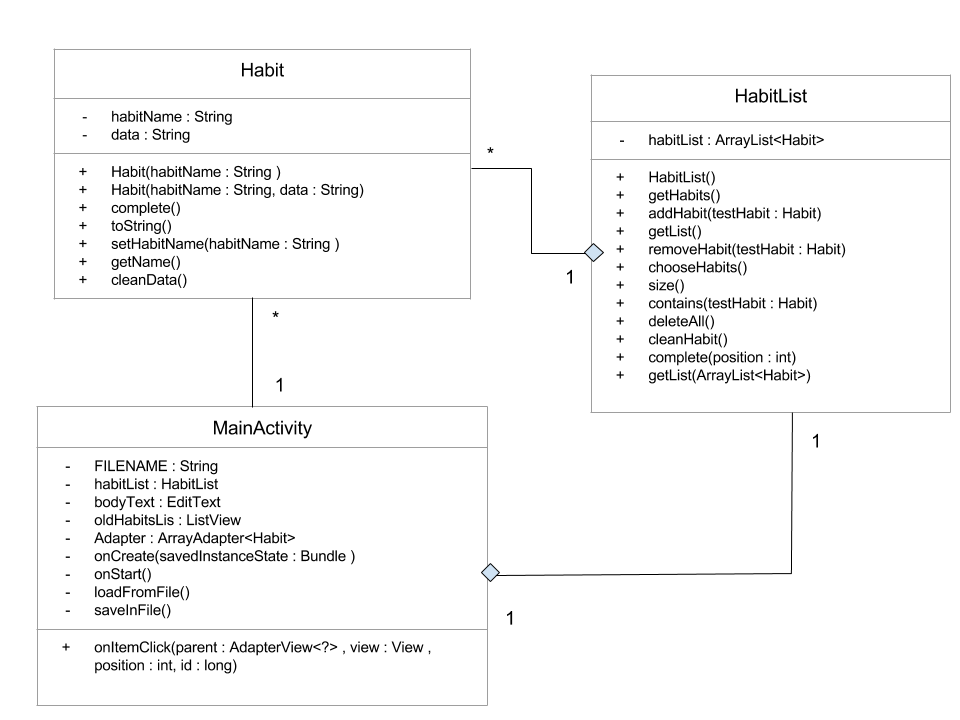 Habit
- habitName : String
- data : String
+ Habit(habitName : String )
+ Habit(habitName : String, data : String)
+ complete()
+ toString()
+ setHabitName(habitName : String )
+ getName()
+ cleanData()
HabitList
- habitList : ArrayList<Habit>
+ HabitList()
+ getHabits()
+ addHabit(testHabit : Habit)
+ getList()
+ removeHabit(testHabit : Habit)
+ chooseHabits()
+ size()
+ contains(testHabit : Habit)
+ deleteAll()
+ cleanHabit()
+ complete(position : int)
+ getList(ArrayList<Habit>)
*
1
*
1
MainActivity
- FILENAME : String
- habitList : HabitList
- bodyText : EditText
- oldHabitsLis : ListView
- Adapter : ArrayAdapter<Habit>
- onCreate(savedInstanceState : Bundle )
- onStart()
- loadFromFile()
- saveInFile()
+ onItemClick(parent : AdapterView<?> , view : View ,
position : int, id : long)
1
1